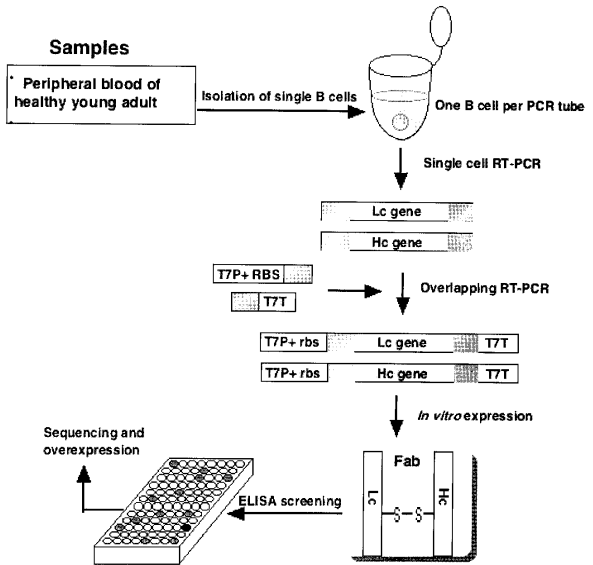 Samples
Peripheral blood of
healthy young adult
Isolation of single B cells
One B cell per PCR tube
Single cell RT-PCR
Lc gene
Hc gene
T7P+ RBS
T7T
Overlapping RT-PCR
T7P+ rbs Lc gene T7T
T7P+ rbs Hc gene T7T
In vitro expression
Sequencing and
overexpression
Fab
Lc
S-S
Hc
ELISA screening